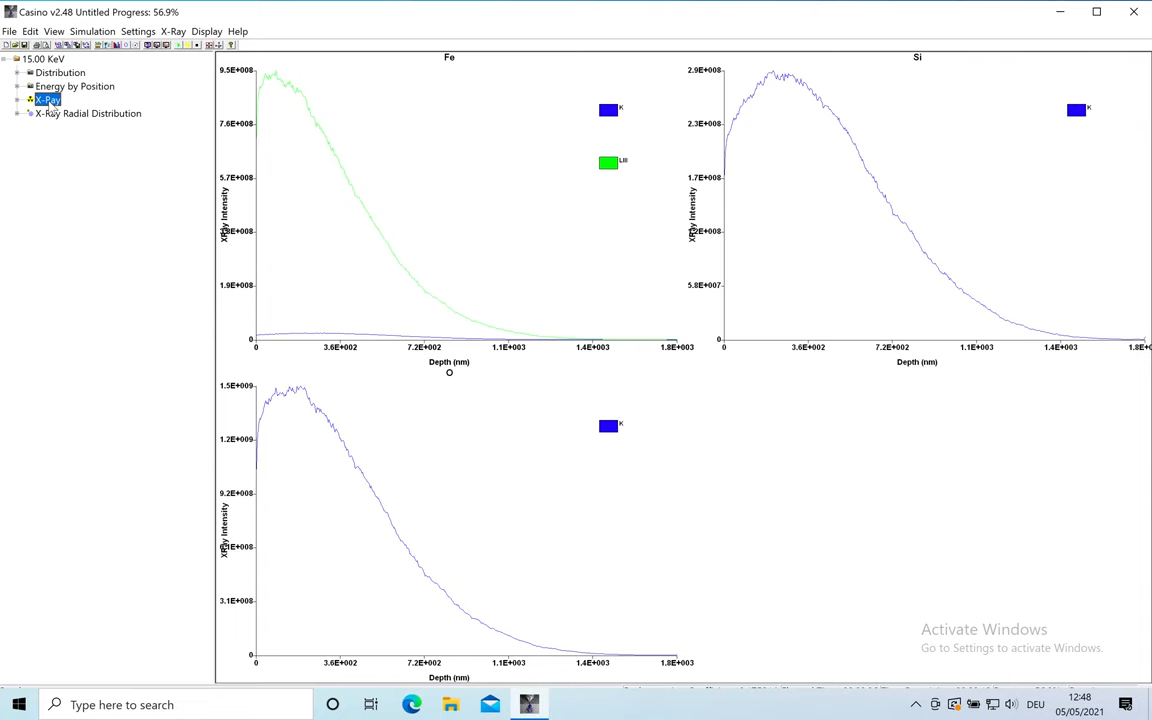 Casino v2.48 Untitled Progress: 56.9%
File Edit View Simulation Settings X-Ray Display Help
15.00 KeV
Distribution
Energy by Position
X-Ray
X-Ray Radial Distribution
Fe
9.5E+008
7.6E+008
5.7E+008
1.9E+008
0
XRay Intensity
K
LIII
0 3.6E+002 7.2E+002 1.1E+003 1.4E+003 1.8E+003
Depth (nm)
Si
2.9E+008
2.3E+008
1.7E+008
5.8E+007
0
XRay Intensity
K
0 3.6E+002 7.2E+002 1.1E+003 1.4E+003
Depth (nm)
O
1.5E+009
1.2E+009
9.2E+008
3.1E+008
0
XRay Intensity
K
0 3.6E+002 7.2E+002 1.1E+003 1.4E+003 1.8E+003
Depth (nm)
Activate Windows
Go to Settings to activate Windows.
Type here to search
DEU
12:48
05/05/2021